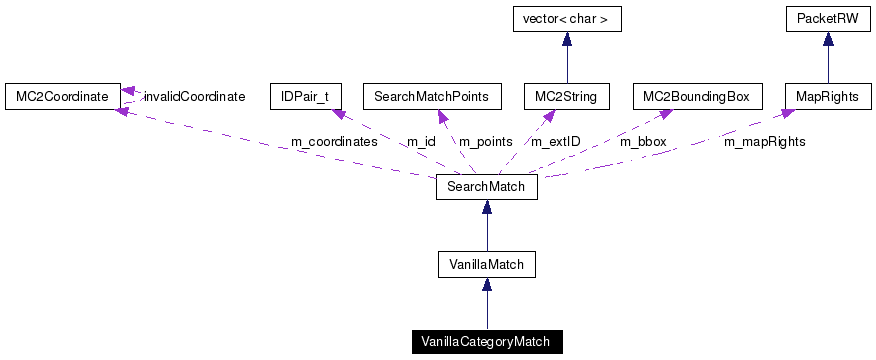 vector< char >
PacketRW
MC2Coordinate
invalidCoordinate
IDPair_t
SearchMatchPoints
MC2String
MC2BoundingBox
MapRights
m_coordinates
m_id
m_points
m_extID
m_bbox
m_mapRights
SearchMatch
VanillaMatch
VanillaCategoryMatch